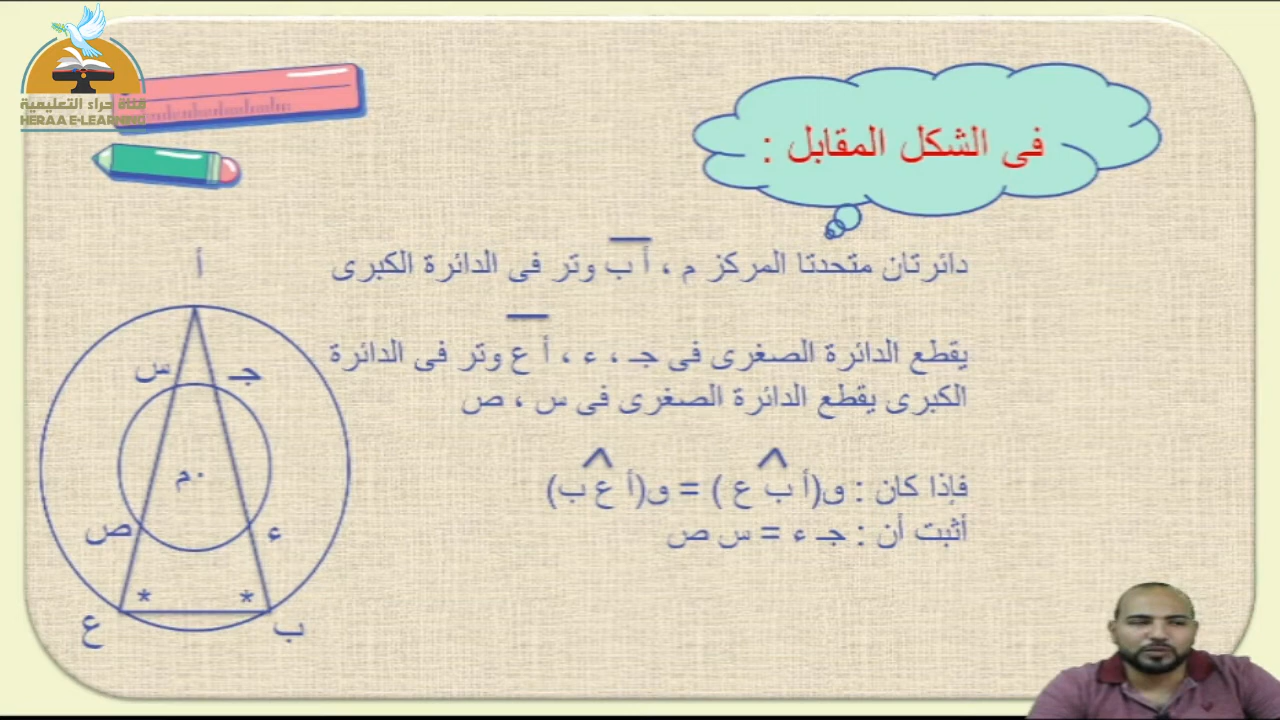 قناة حراء التعليمية
HERAA E-LEARNING
فى الشكل المقابل :
دائرتان متحدتا المركز م ، أ ب وتر فى الدائرة الكبرى
يقطع الدائرة الصغرى فى جـ ، ء ، أ ع وتر فى الدائرة
الكبرى يقطع الدائرة الصغرى فى س ، ص
فإذا كان : ق(أ ب ع ) = ق(أ ع ب)
أثبت أن : جـ ء = س ص
أ
س
جـ
م
ص
ء
* *
ع
ب